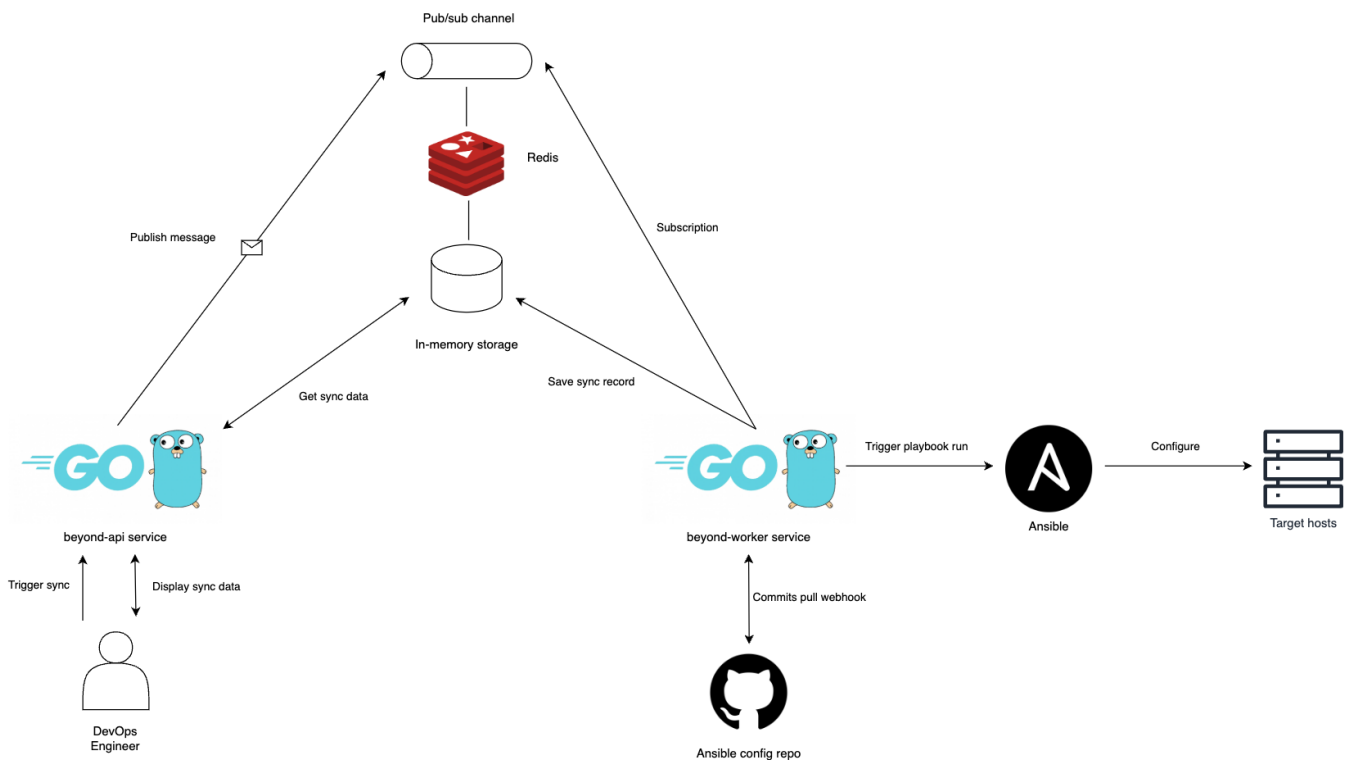 Pub/sub channel
Redis
Publish message
Subscription
In-memory storage
Save sync record
Get sync data
GO
GO
Trigger playbook run
Configure
beyond-api service
beyond-worker service
Ansible
Target hosts
Trigger sync
Display sync data
Commits pull webhook
DevOps
Engineer
Ansible config repo